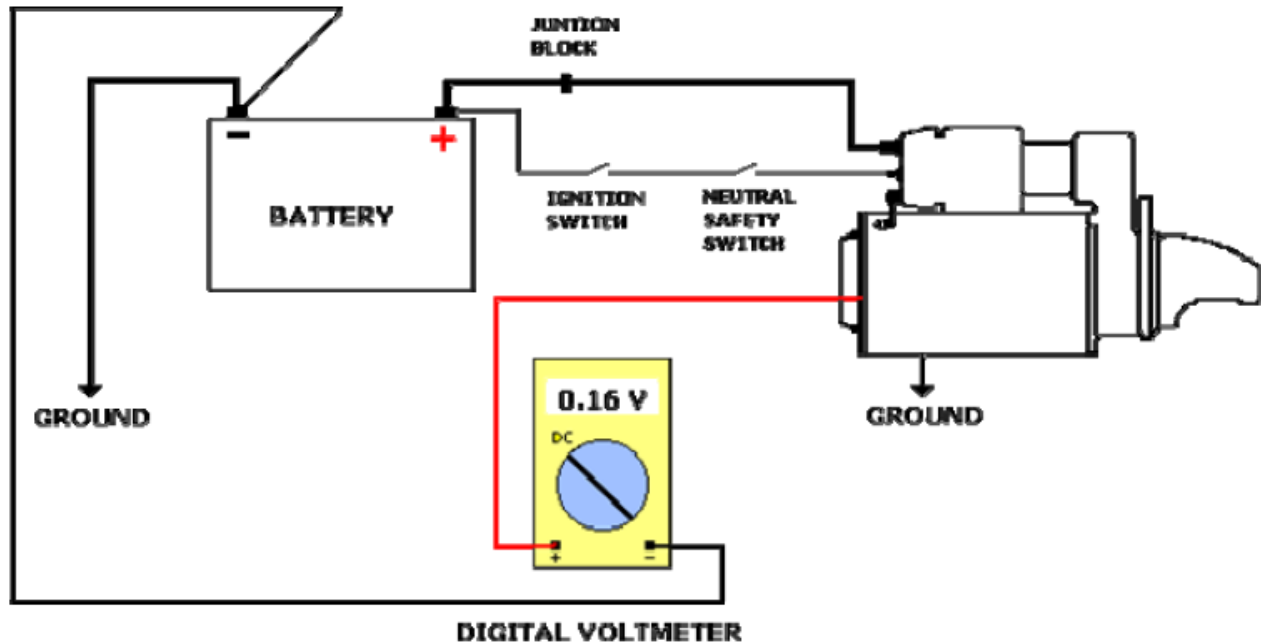 JUNTION
BLOCK
−
+
BATTERY
IGNITION
SWITCH
NEUTRAL
SAFETY
SWITCH
GROUND
GROUND
0.16 V
DC
+ −
DIGITAL VOLTMETER